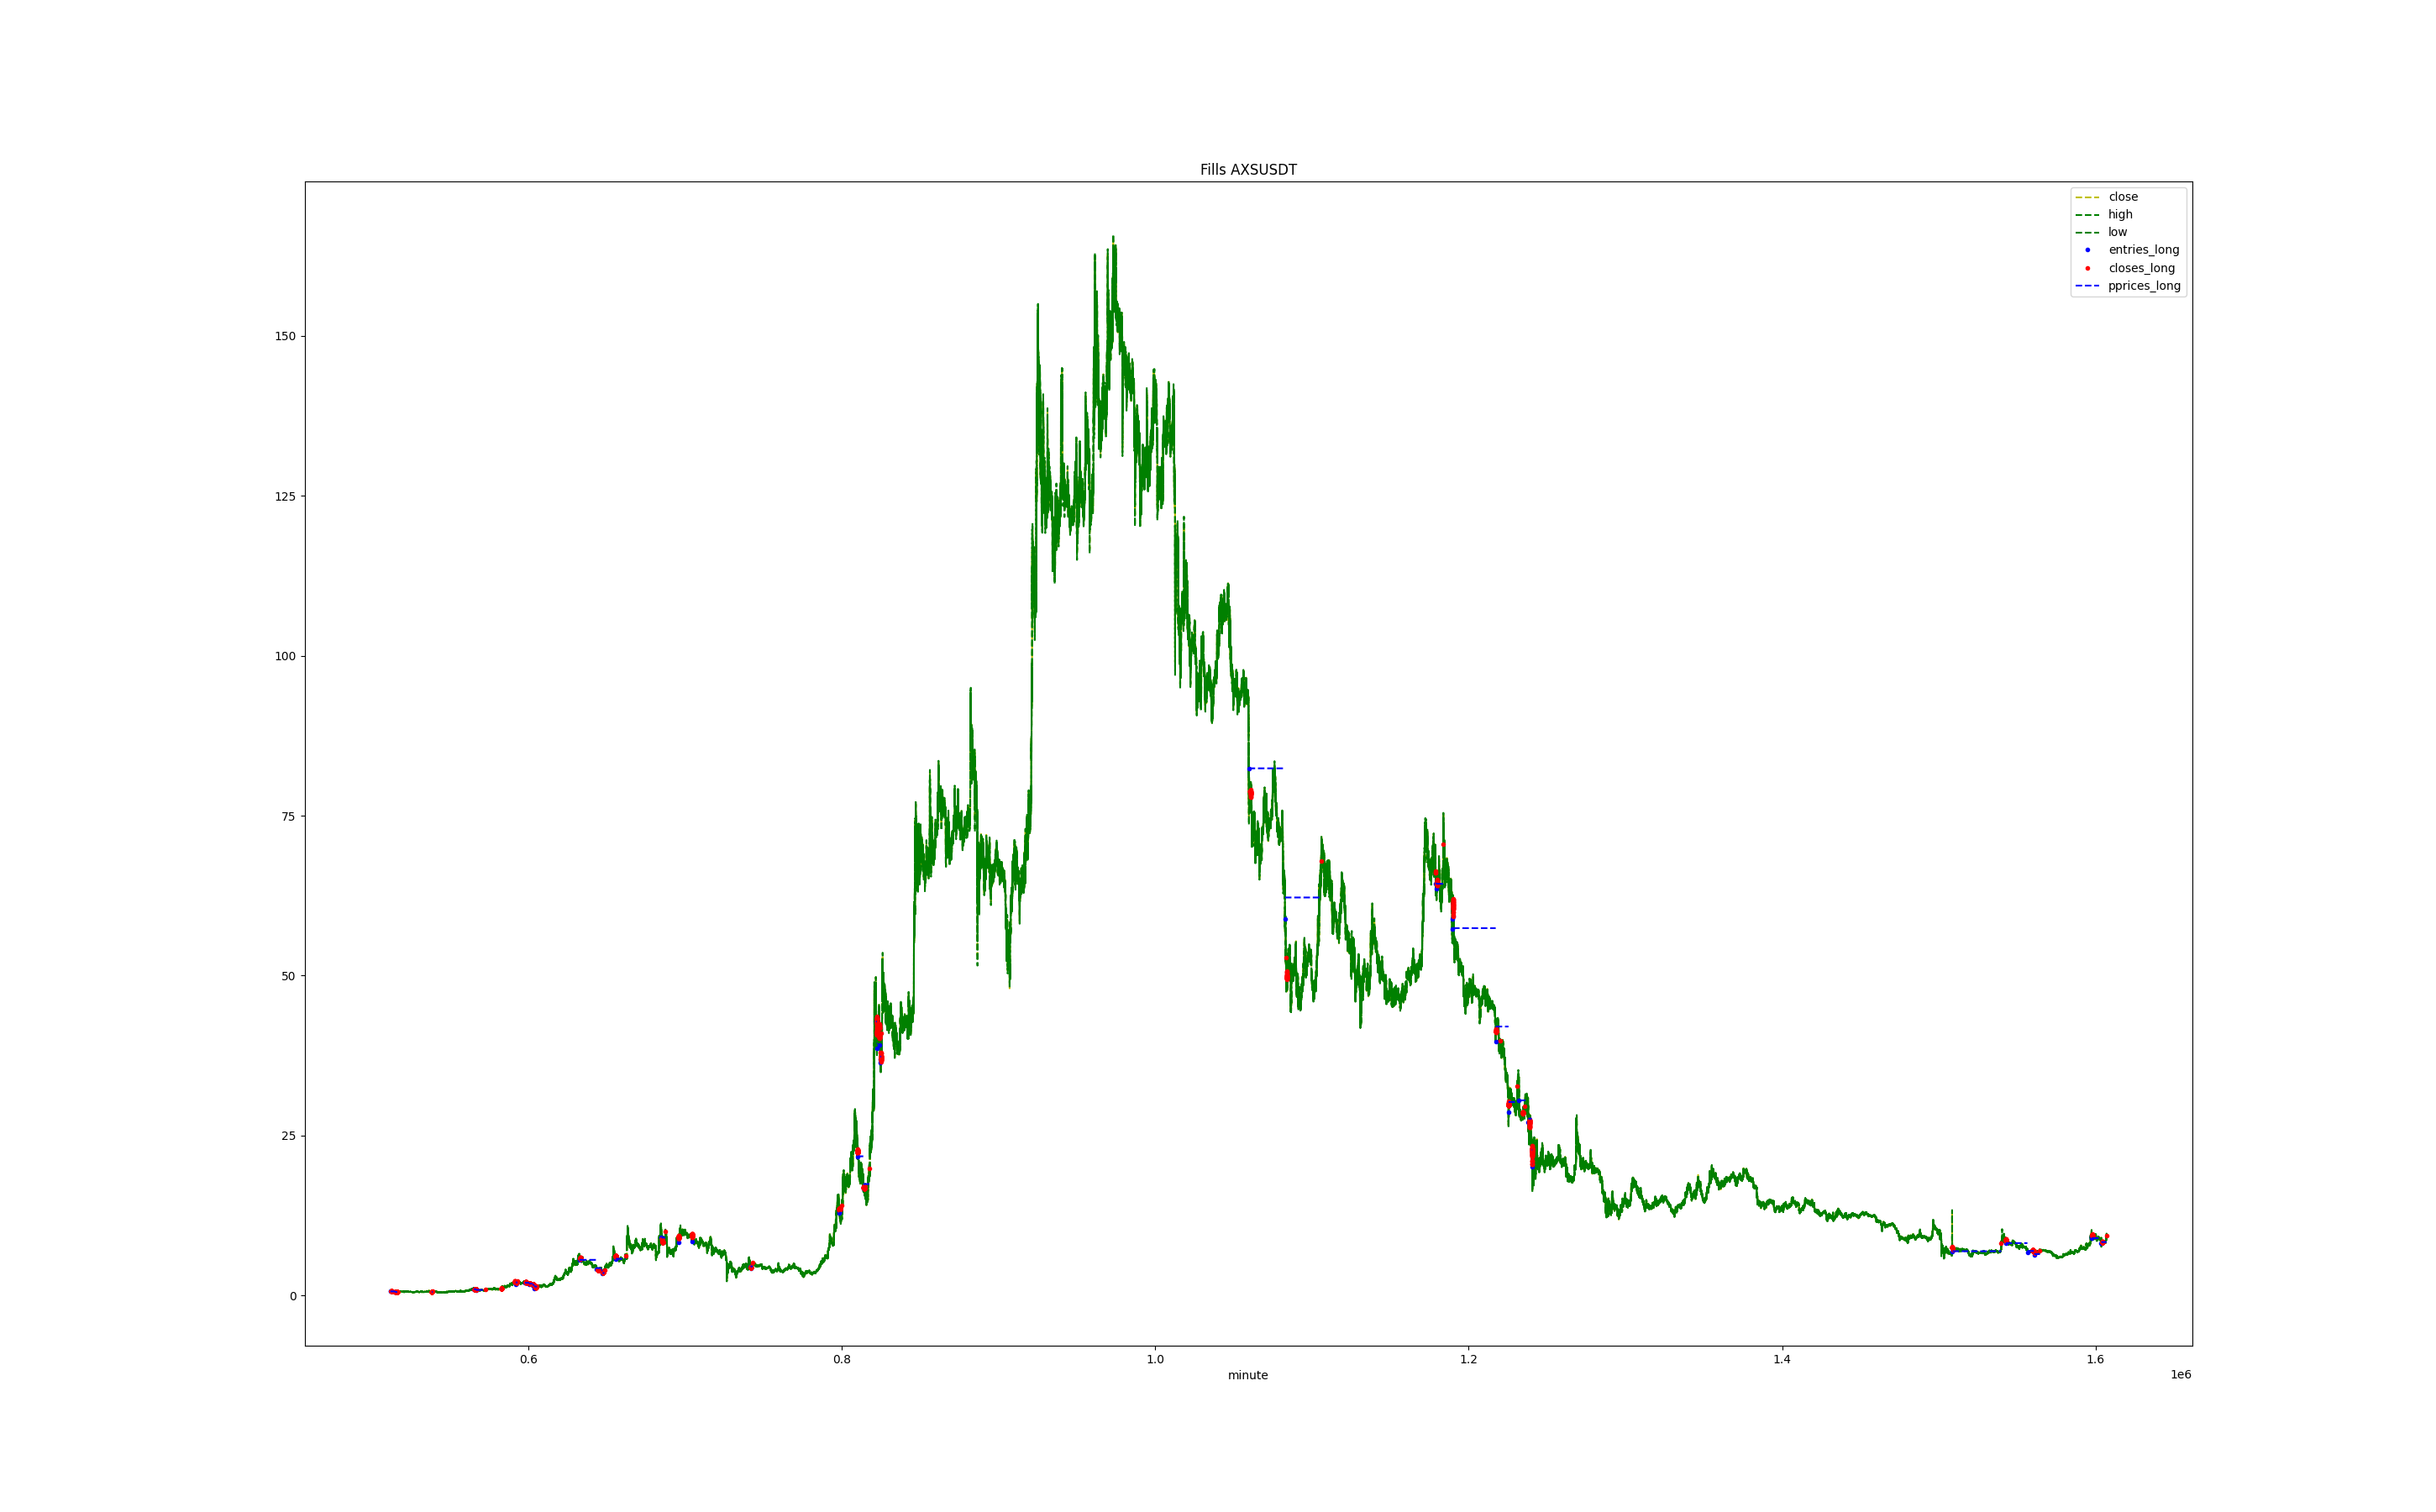 Fills AXSUSDT
close
high
low
entries_long
closes_long
pprices_long
150
125
100
75
50
25
0
0.6 0.8 1.0 1.2 1.4 1.6
minute
1e6